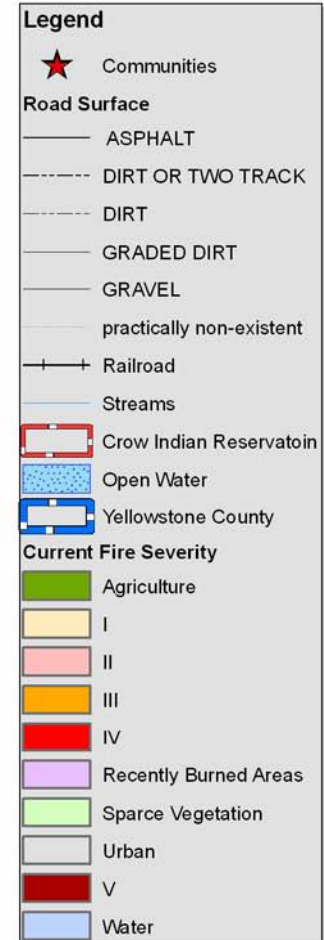 Legend
Communities
Road Surface
ASPHALT
DIRT OR TWO TRACK
DIRT
GRADED DIRT
GRAVEL
practically non-existent
Railroad
Streams
Crow Indian Reservatoin
Open Water
Yellowstone County
Current Fire Severity
Agriculture
I
II
III
IV
Recently Burned Areas
Sparce Vegetation
Urban
V
Water